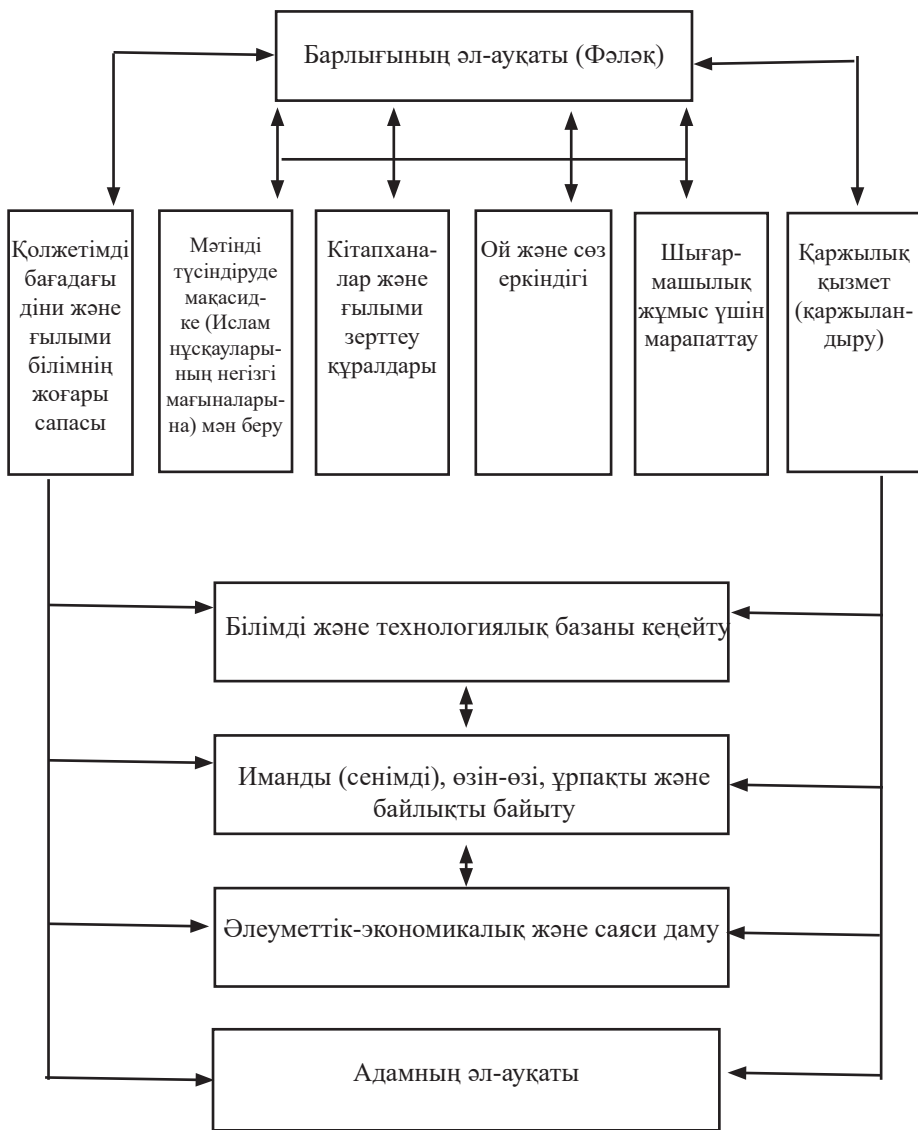 Барлығының әл-ауқаты (Фәләқ)
Қолжетімді
бағадағы
діни және
ғылыми
білімнің
жоғары
сапасы
Мәтінді
түсіндіруде
мақасид-
ке (Ислам
нұсқаулары-
ның негізгі
мағыналары-
на) мән беру
Кітапхана-
лар және
ғылыми
зерттеу
құралдары
Ой және сөз
еркіндігі
Шығар-
машылық
жұмыс үшін
марапаттау
Қаржылық
қызмет
(қаржылан-
дыру)
Білімді және технологиялық базаны кеңейту
Иманды (сенімді), өзін-өзі, ұрпақты және
байлықты байыту
Әлеуметтік-экономикалық және саяси даму
Адамның әл-ауқаты